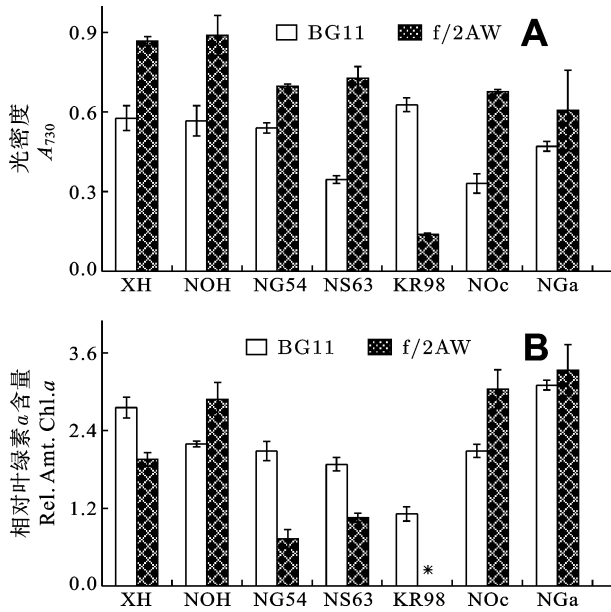 BG11 f/2AW A
光密度
A730
0.9
0.6
0.3
0.0
XH NOH NG54 NS63 KR98 NOc NGa
BG11 f/2AW B
相对叶绿素a含量
Rel. Amt. Chl.a
3.6
2.4
1.2
0.0
*
XH NOH NG54 NS63 KR98 NOc NGa